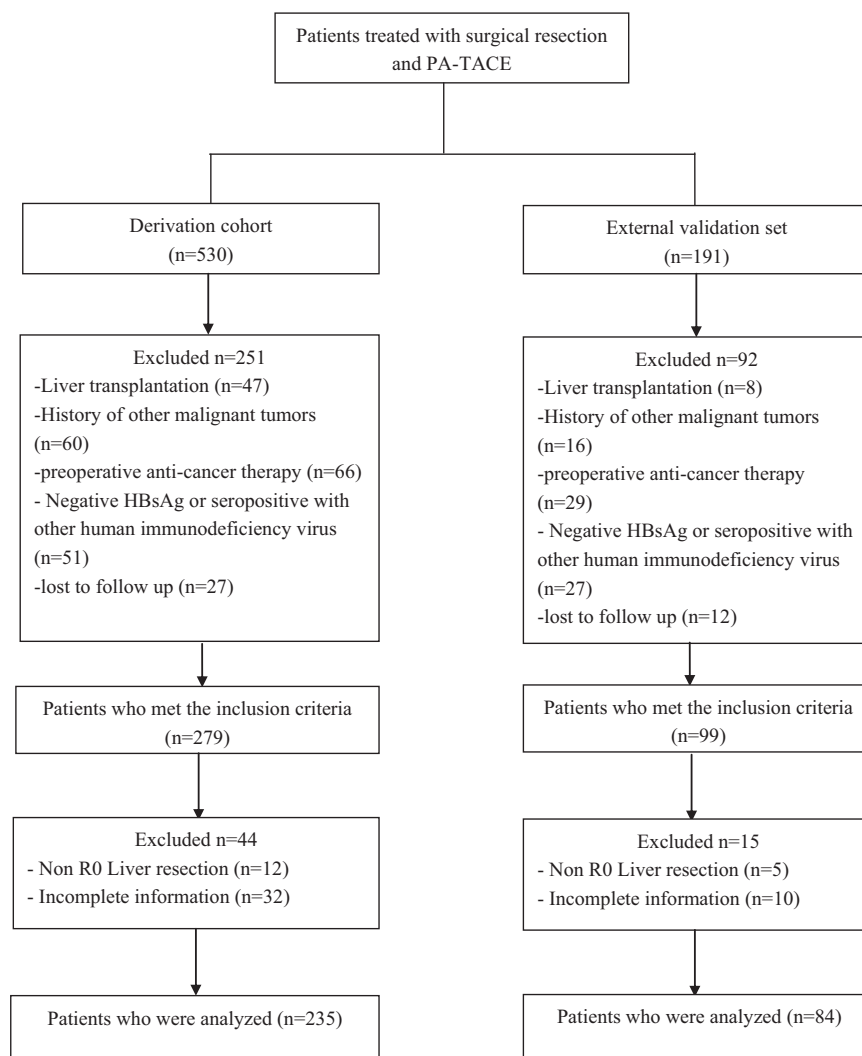 Patients treated with surgical resection
and PA-TACE
Derivation cohort
(n=530)
External validation set
(n=191)
Excluded n=251
-Liver transplantation (n=47)
-History of other malignant tumors
(n=60)
-preoperative anti-cancer therapy (n=66)
- Negative HBsAg or seropositive with
other human immunodeficiency virus
(n=51)
-lost to follow up (n=27)
Excluded n=92
-Liver transplantation (n=8)
-History of other malignant tumors
(n=16)
-preoperative anti-cancer therapy
(n=29)
- Negative HBsAg or seropositive with
other human immunodeficiency virus
(n=27)
-lost to follow up (n=12)
Patients who met the inclusion criteria
(n=279)
Patients who met the inclusion criteria
(n=99)
Excluded n=44
- Non R0 Liver resection (n=12)
- Incomplete information (n=32)
Excluded n=15
- Non R0 Liver resection (n=5)
- Incomplete information (n=10)
Patients who were analyzed (n=235)
Patients who were analyzed (n=84)